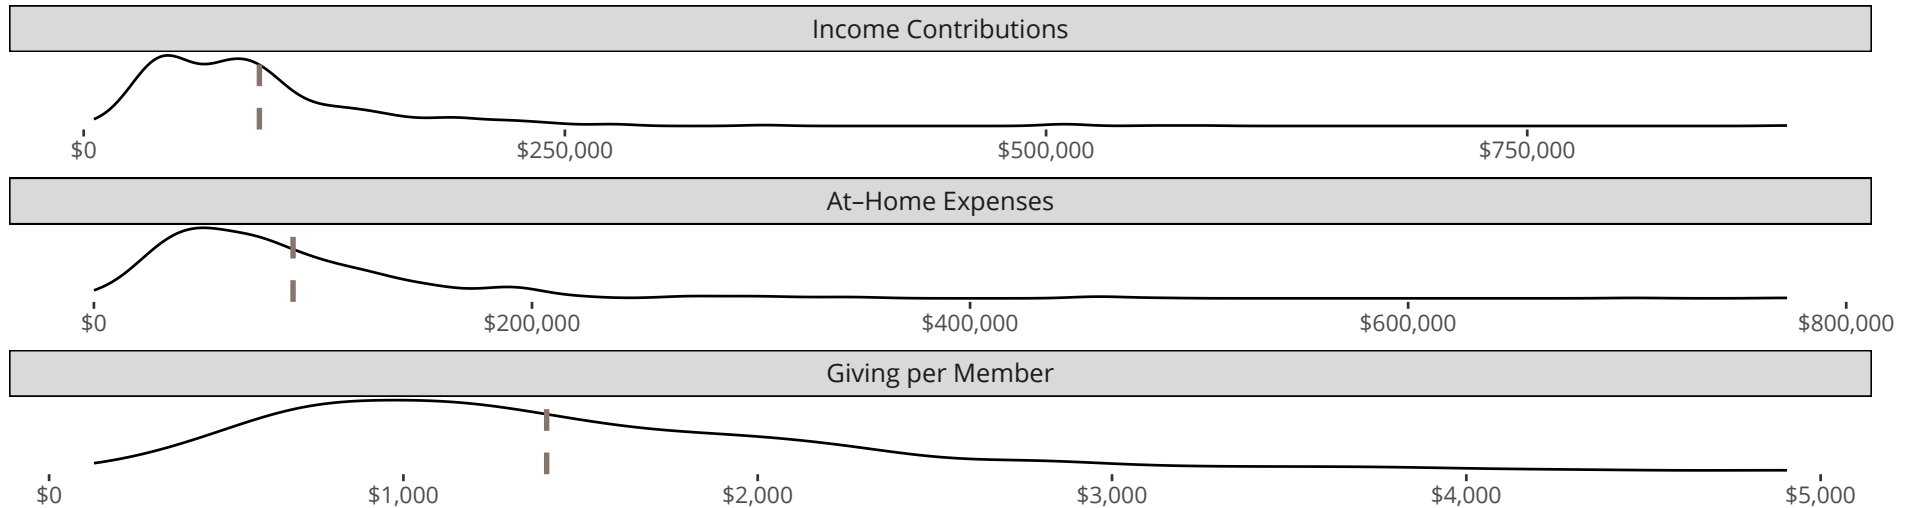 Income Contributions
$0 $250,000 $500,000 $750,000
At–Home Expenses
$0 $200,000 $400,000 $600,000 $800,000
Giving per Member
$0 $1,000 $2,000 $3,000 $4,000 $5,000